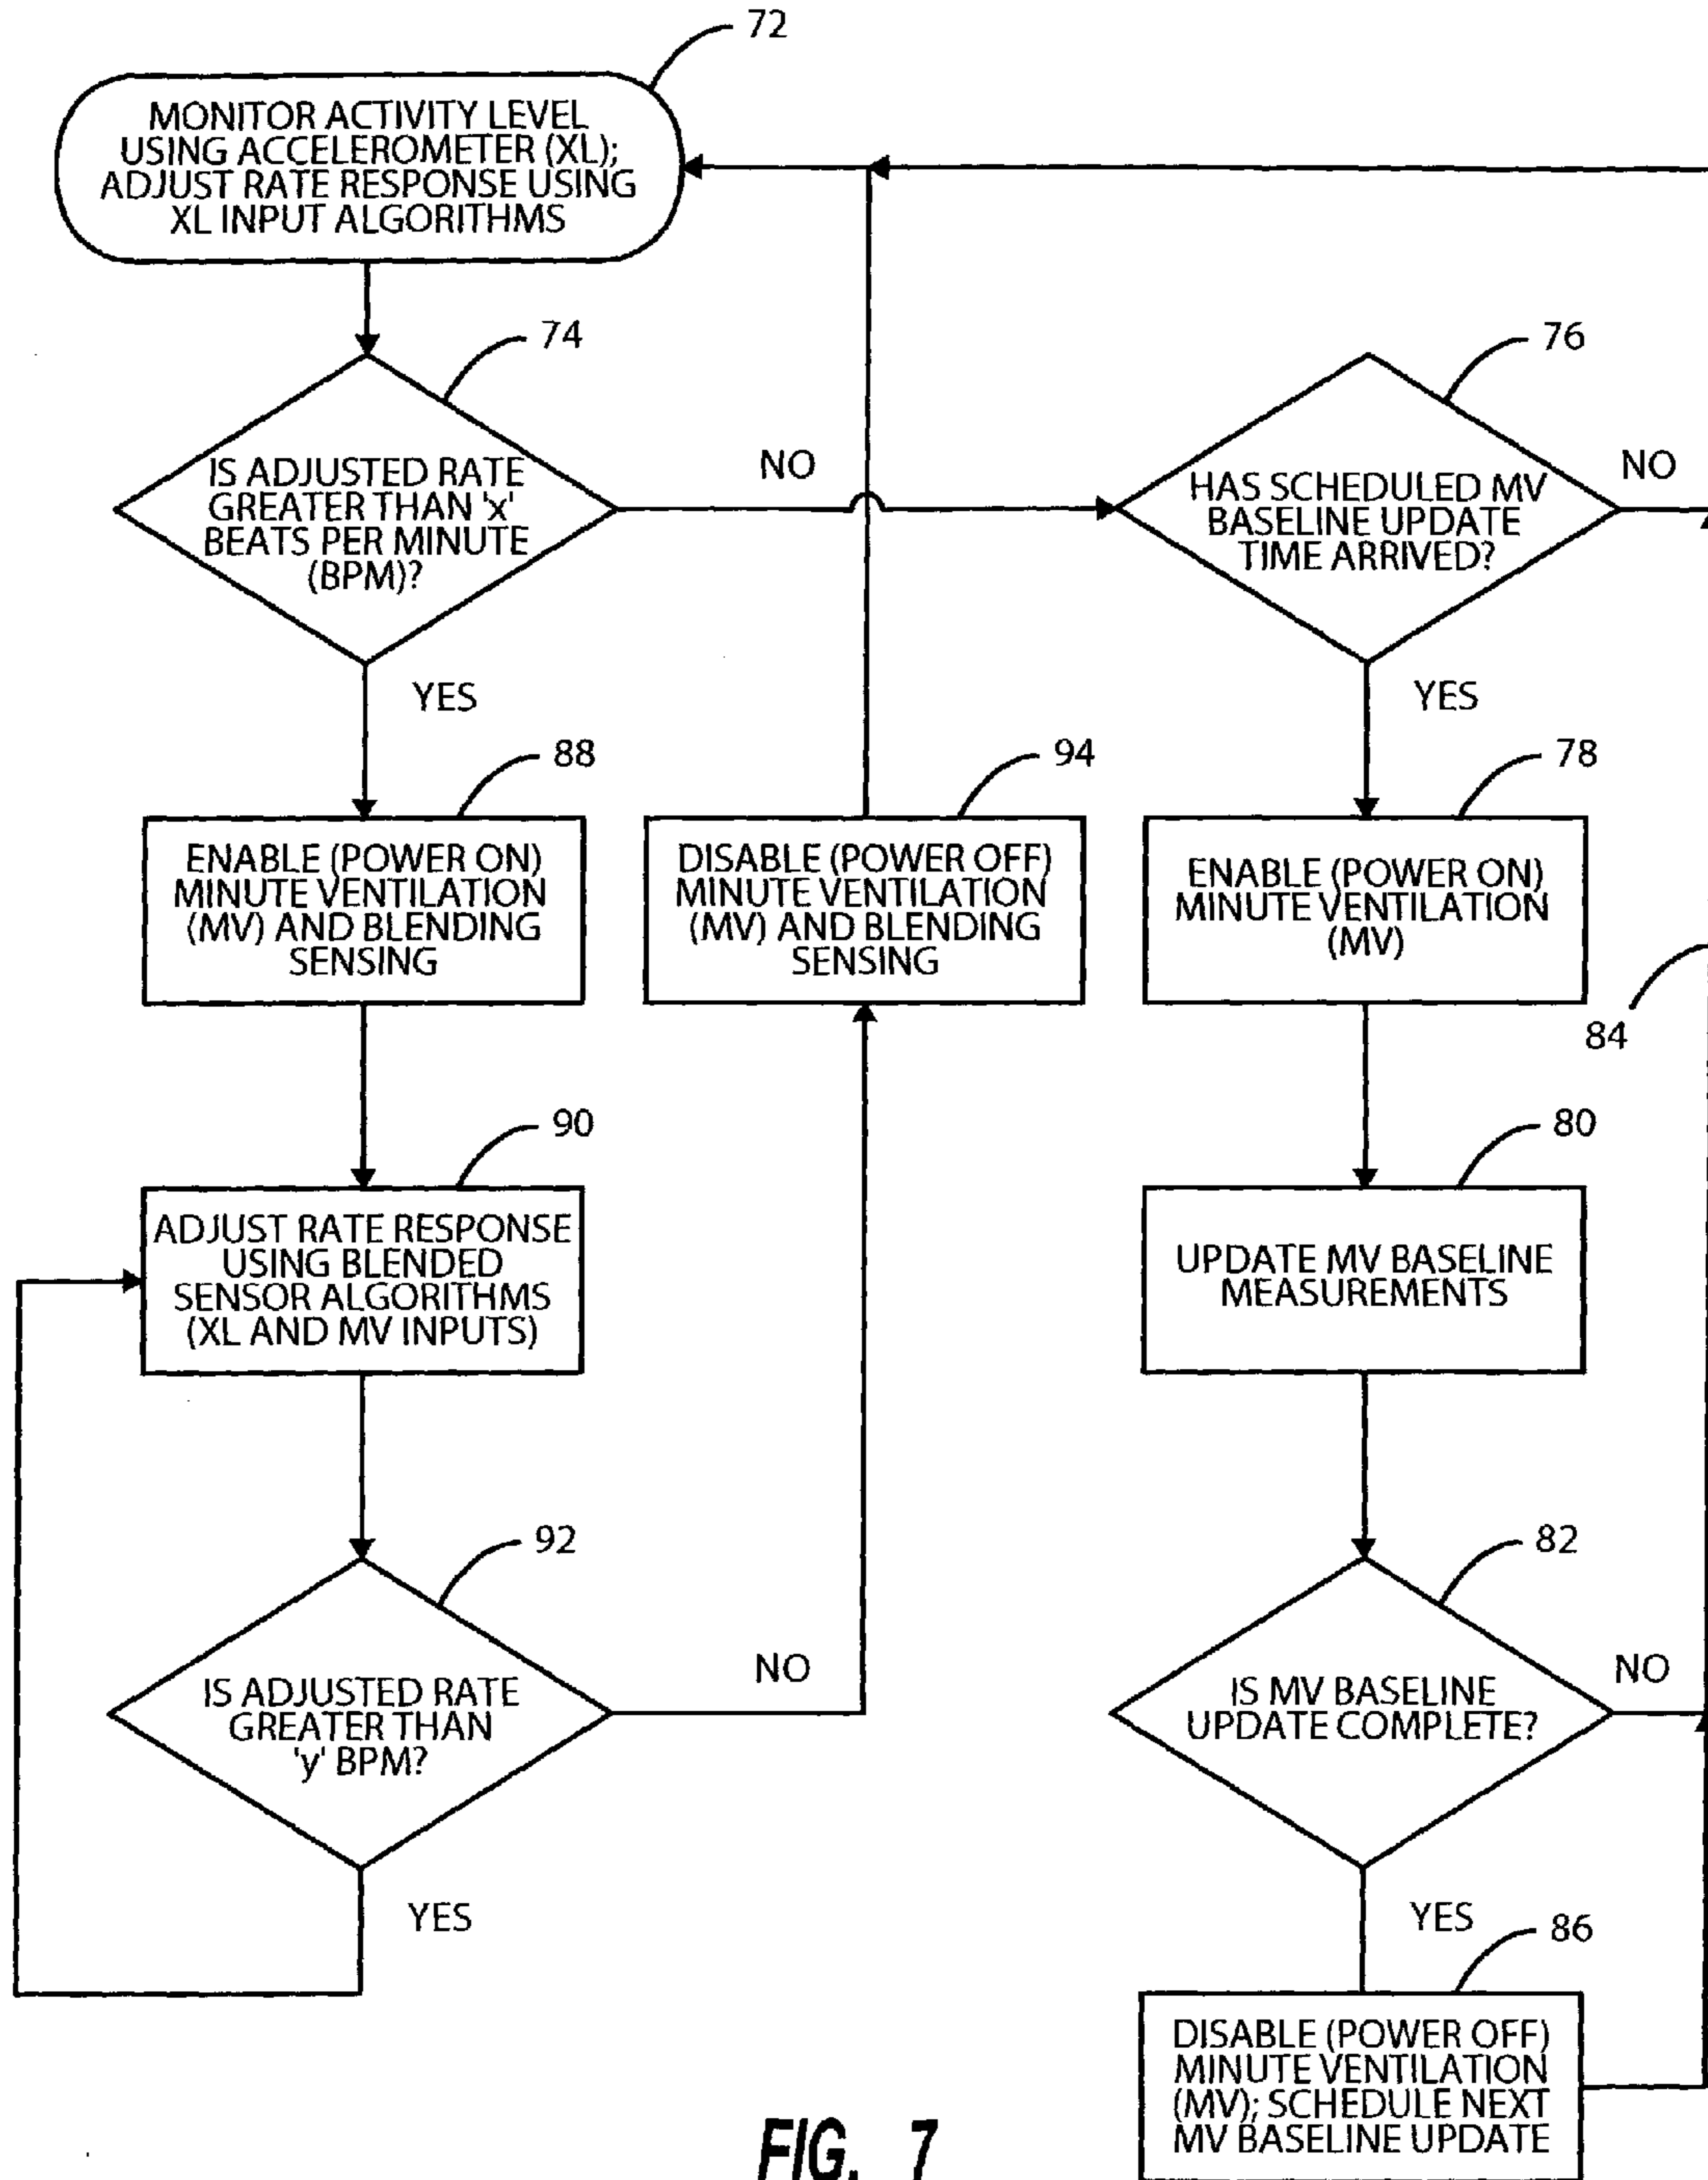 72
MONITOR ACTIVITY LEVEL
USING ACCELEROMETER (XL);
ADJUST RATE RESPONSE USING
XL INPUT ALGORITHMS
74
IS ADJUSTED RATE
GREATER THAN 'x'
BEATS PER MINUTE
(BPM)?
NO
YES
76
HAS SCHEDULED MV
BASELINE UPDATE
TIME ARRIVED?
NO
YES
88
ENABLE (POWER ON)
MINUTE VENTILATION
(MV) AND BLENDING
SENSING
94
DISABLE (POWER OFF)
MINUTE VENTILATION
(MV) AND BLENDING
SENSING
78
ENABLE (POWER ON)
MINUTE VENTILATION
(MV)
84
90
ADJUST RATE RESPONSE
USING BLENDED
SENSOR ALGORITHMS
(XL AND MV INPUTS)
80
UPDATE MV BASELINE
MEASUREMENTS
92
IS ADJUSTED RATE
GREATER THAN
'y' BPM?
NO
YES
82
IS MV BASELINE
UPDATE COMPLETE?
NO
YES
86
DISABLE (POWER OFF)
MINUTE VENTILATION
(MV); SCHEDULE NEXT
MV BASELINE UPDATE
FIG. 7